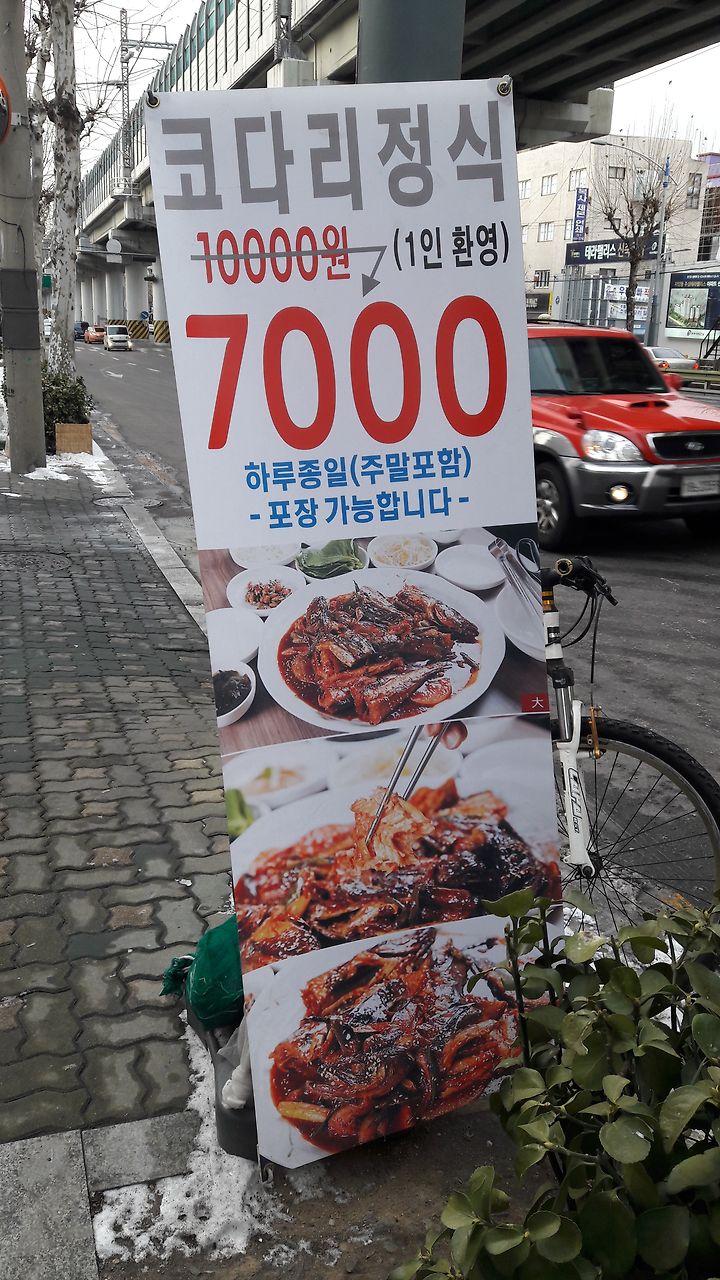 코다리정식
10000원 (1인 환영)
7000
하루종일(주말포함)
- 포장 가능합니다 -
大